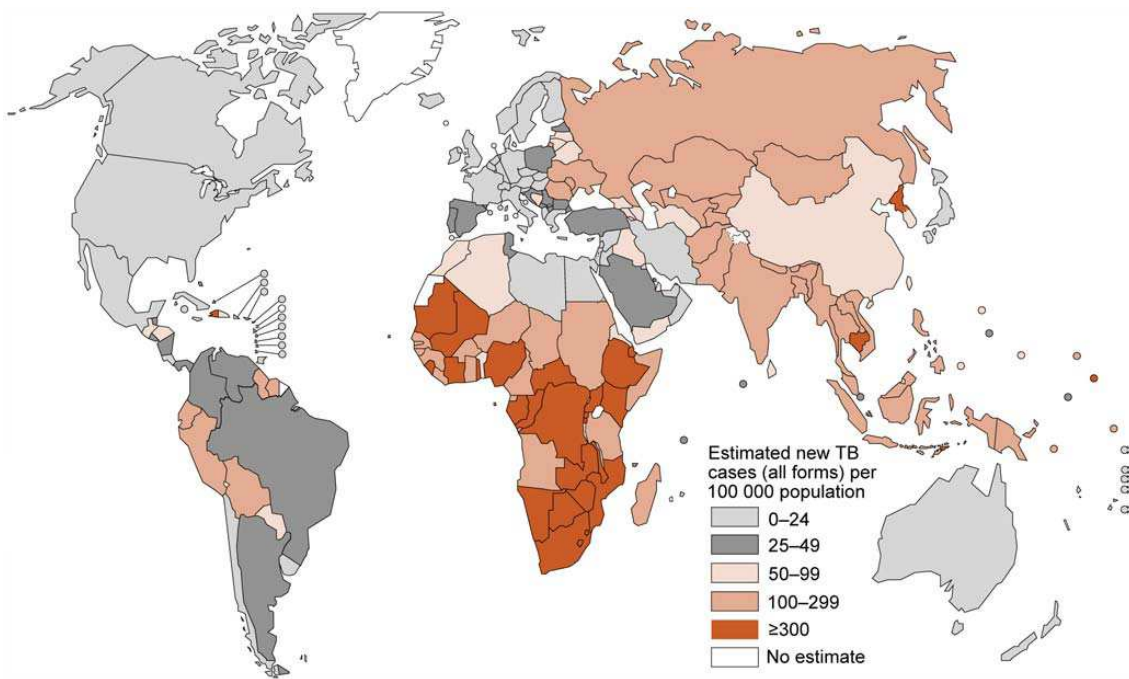 Estimated new TB
cases (all forms) per
100 000 population
0–24
25–49
50–99
100–299
≥300
No estimate